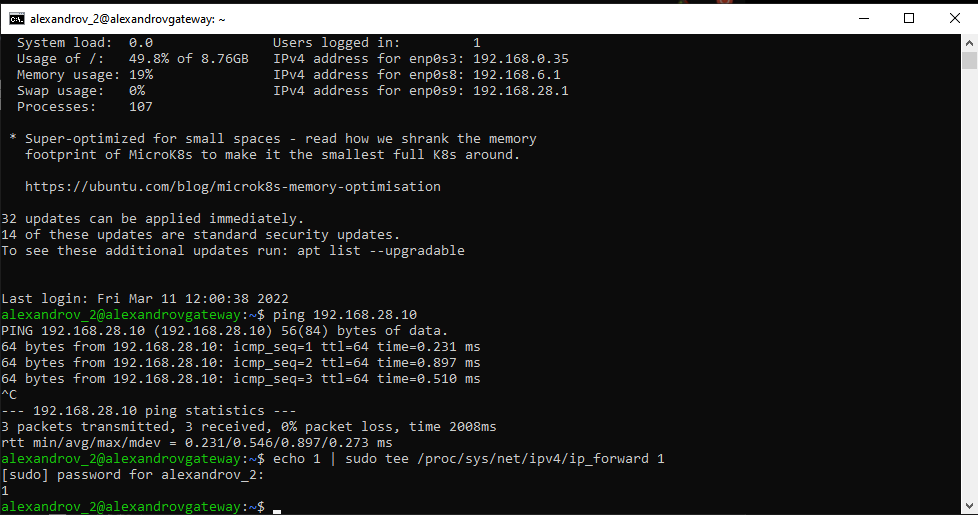 alexandrov_2@alexandrovgateway: ~
System load: 0.0 Users logged in: 1
Usage of /: 49.8% of 8.76GB IPv4 address for enp0s3: 192.168.0.35
Memory usage: 19% IPv4 address for enp0s8: 192.168.6.1
Swap usage: 0% IPv4 address for enp0s9: 192.168.28.1
Processes: 107
* Super-optimized for small spaces - read how we shrank the memory
footprint of MicroK8s to make it the smallest full K8s around.
https://ubuntu.com/blog/microk8s-memory-optimisation
32 updates can be applied immediately.
14 of these updates are standard security updates.
To see these additional updates run: apt list --upgradable
Last login: Fri Mar 11 12:00:38 2022
alexandrov_2@alexandrovgateway:~$ ping 192.168.28.10
PING 192.168.28.10 (192.168.28.10) 56(84) bytes of data.
64 bytes from 192.168.28.10: icmp_seq=1 ttl=64 time=0.231 ms
64 bytes from 192.168.28.10: icmp_seq=2 ttl=64 time=0.897 ms
64 bytes from 192.168.28.10: icmp_seq=3 ttl=64 time=0.510 ms
^C
--- 192.168.28.10 ping statistics ---
3 packets transmitted, 3 received, 0% packet loss, time 2008ms
rtt min/avg/max/mdev = 0.231/0.546/0.897/0.273 ms
alexandrov_2@alexandrovgateway:~$ echo 1 | sudo tee /proc/sys/net/ipv4/ip_forward 1
[sudo] password for alexandrov_2:
1
alexandrov_2@alexandrovgateway:~$